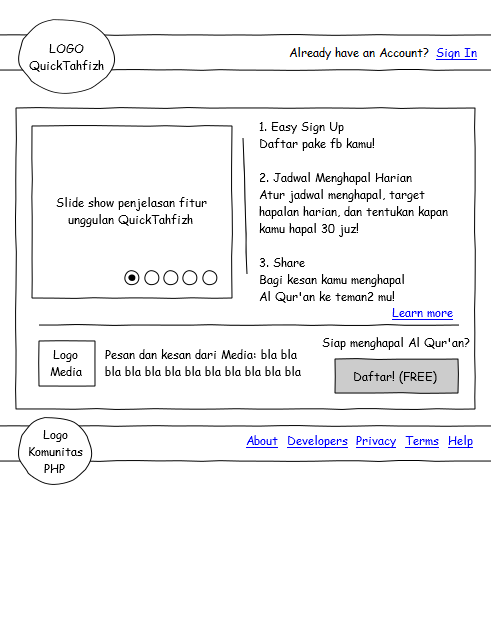 LOGO
QuickTahfizh
Already have an Account? Sign In
Slide show penjelasan fitur
unggulan QuickTahfizh
1. Easy Sign Up
Daftar pake fb kamu!
2. Jadwal Menghapal Harian
Atur jadwal menghapal, target
hapalan harian, dan tentukan kapan
kamu hapal 30 juz!
3. Share
Bagi kesan kamu menghapal
Al Qur'an ke teman2 mu!
Learn more
Logo
Media
Pesan dan kesan dari Media: bla bla
bla bla bla bla bla bla bla bla bla bla
Siap menghapal Al Qur'an?
Daftar! (FREE)
Logo
Komunitas
PHP
About Developers Privacy Terms Help